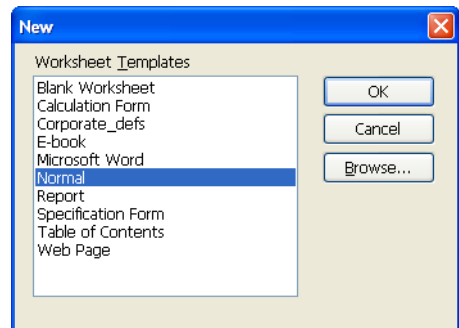 New
Worksheet Templates
Blank Worksheet
Calculation Form
Corporate_defs
E-book
Microsoft Word
Normal
Report
Specification Form
Table of Contents
Web Page
OK
Cancel
Browse...